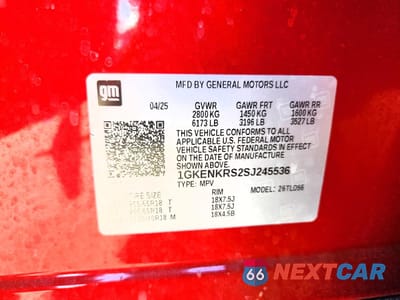 gm
MFD BY GENERAL MOTORS LLC
04/25 GVWR GAWR FRT GAWR RR
2800 KG 1450 KG 1600 KG
6173 LB 3196 LB 3527 LB
THIS VEHICLE CONFORMS TO ALL
APPLICABLE U.S. FEDERAL MOTOR
VEHICLE SAFETY STANDARDS IN
EFFECT ON THE DATE OF MANUFACTURE
SHOWN ABOVE.
1GKENKRS2SJ245536
TYPE: MPV MODEL: 26TLD56
SIZE RIM
18X7.5J
18X7.5J
18X4.5B
66 NEXTCAR